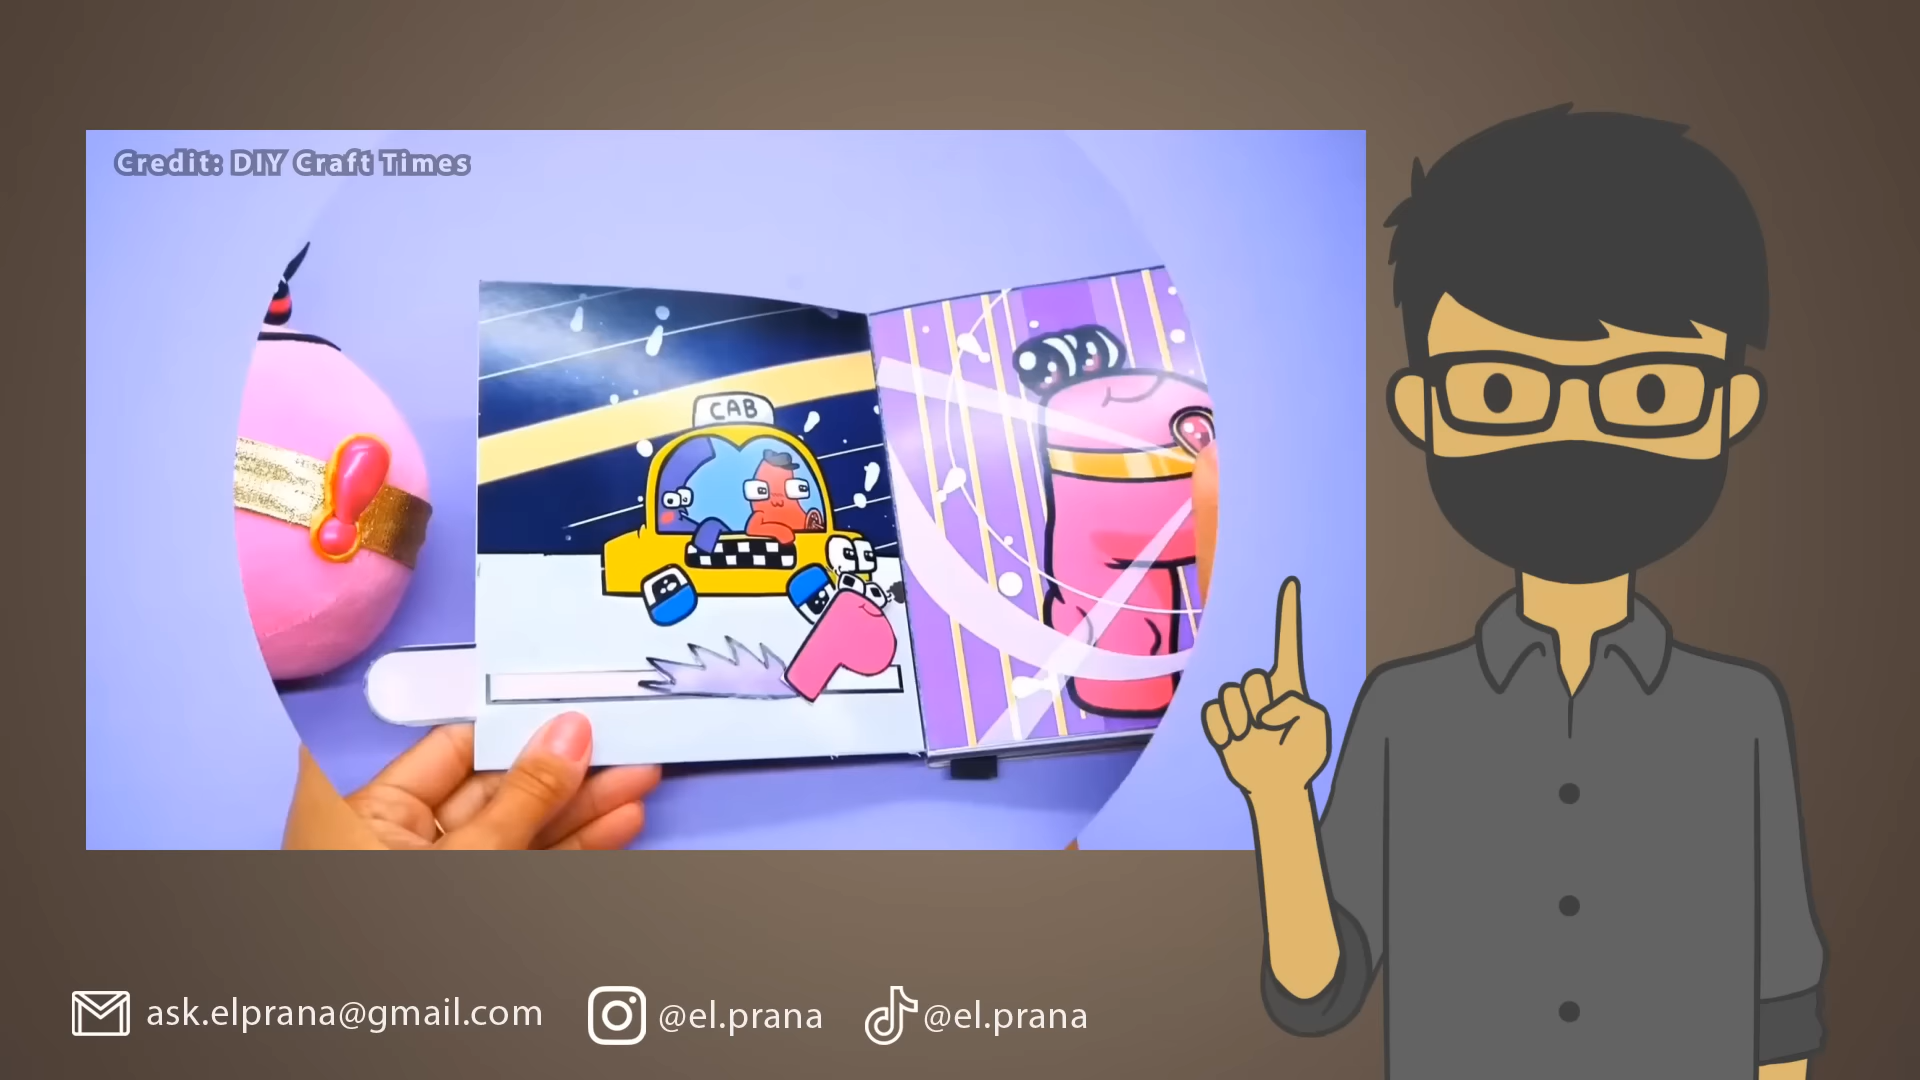 Credit: DIY Craft Times
CAB
ask.elprana@gmail.com
@el.prana
@el.prana